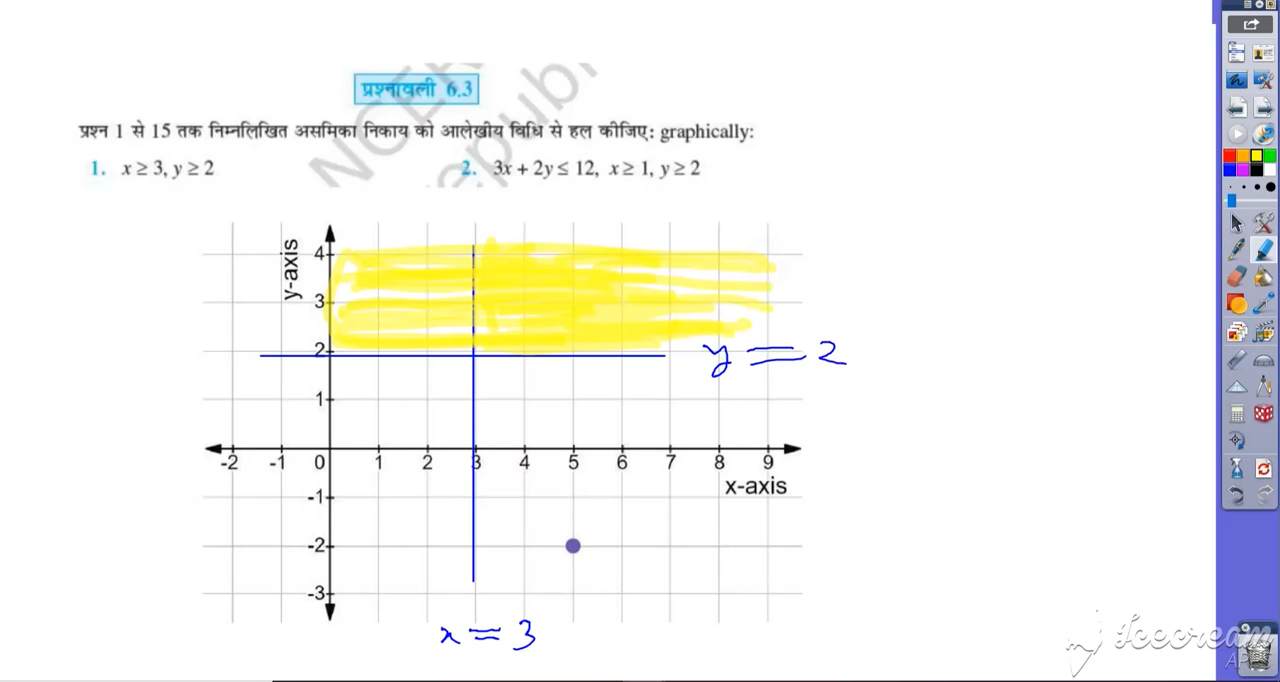 प्रश्नावली 6.3
प्रश्न 1 से 15 तक निम्नलिखित असमिका निकाय को आलेखीय विधि से हल कीजिए: graphically:
1. x ≥ 3, y ≥ 2
2. 3x + 2y ≤ 12, x ≥ 1, y ≥ 2
y-axis
4
3
2
y = 2
1
-2 -1 0 1 2 3 4 5 6 7 8 9
x-axis
-1
-2
-3
x = 3
Icecream
APPS